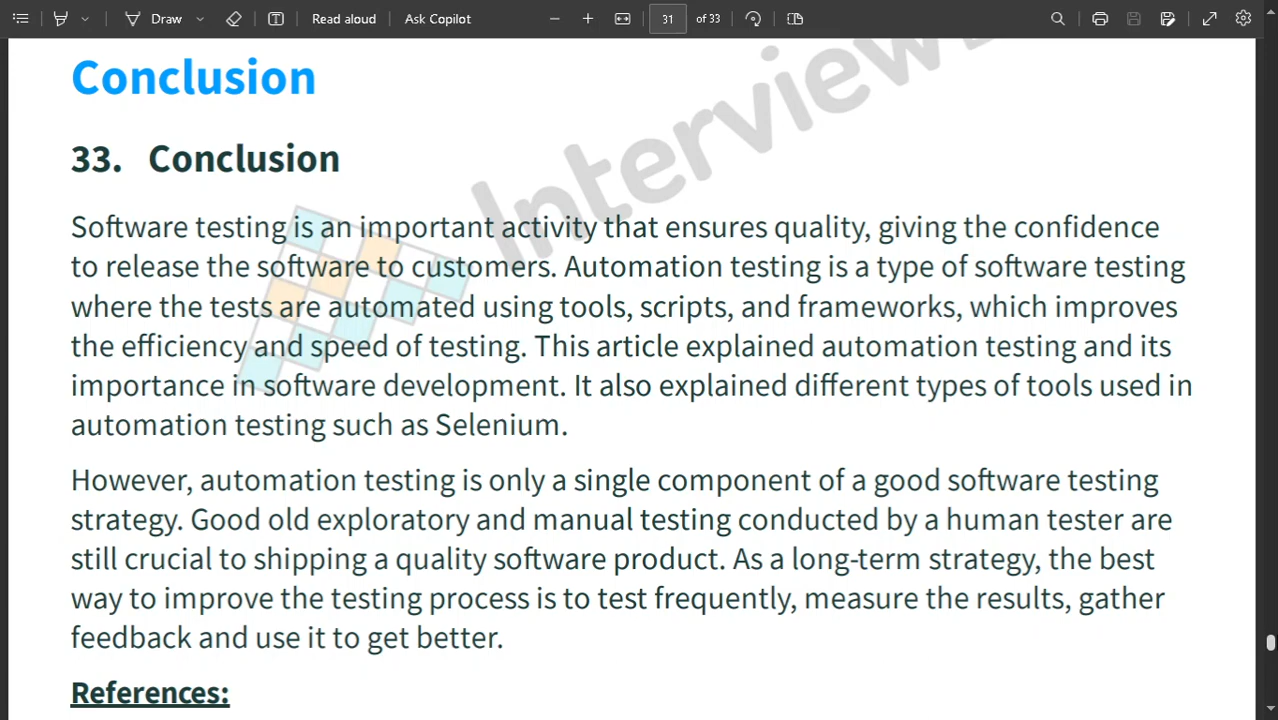 Draw
Read aloud
Ask Copilot
31
of 33
Conclusion
33. Conclusion
Software testing is an important activity that ensures quality, giving the confidence
to release the software to customers. Automation testing is a type of software testing
where the tests are automated using tools, scripts, and frameworks, which improves
the efficiency and speed of testing. This article explained automation testing and its
importance in software development. It also explained different types of tools used in
automation testing such as Selenium.
However, automation testing is only a single component of a good software testing
strategy. Good old exploratory and manual testing conducted by a human tester are
still crucial to shipping a quality software product. As a long-term strategy, the best
way to improve the testing process is to test frequently, measure the results, gather
feedback and use it to get better.
References: